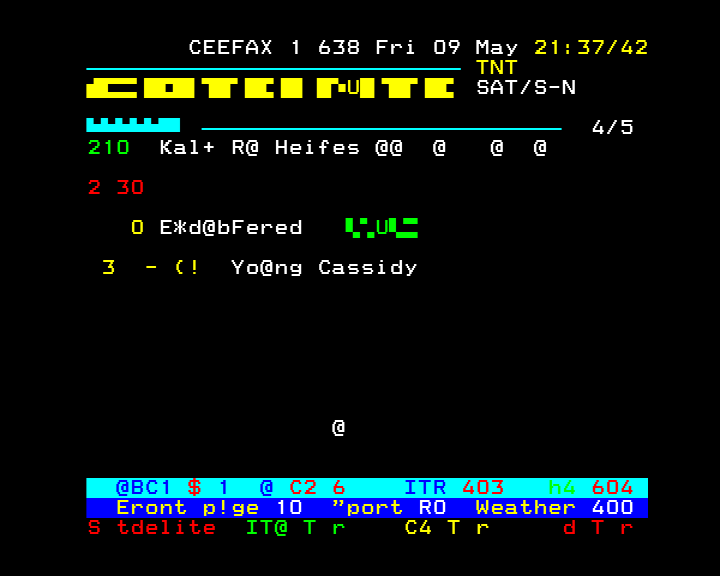 CEEFAX 1 638 Fri 09 May 21:37/42
TNT
SAT/S-N
4/5
210 Kal+ R@ Heifes @@ @ @ @
2 30
0 E*d@bFered
3 - (! Yo@ng Cassidy
@
@BC1 $ 1 @ C2 6 ITR 403 h4 604
Eront p!ge 10 "port R0 Weather 400
S tdelite IT@ T r C4 T r d T r